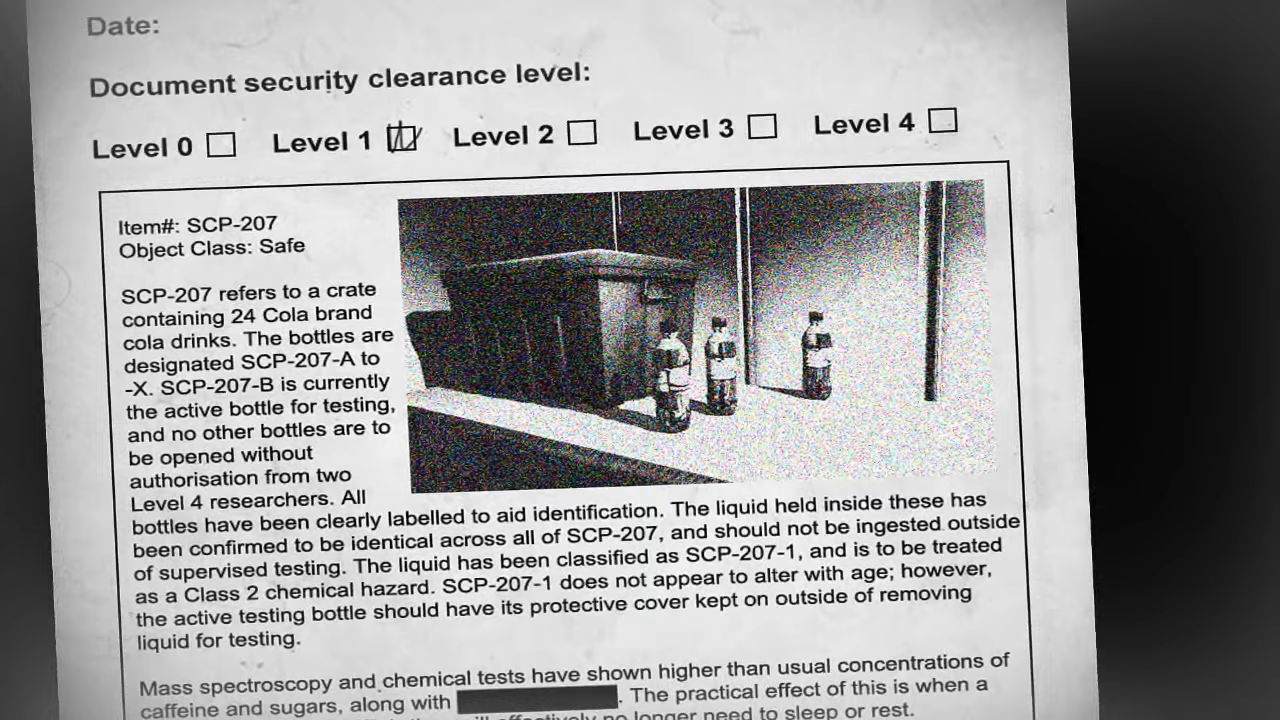 Date:
Document security clearance level:
Level 0 Level 1 Level 2 Level 3 Level 4
Item#: SCP-207
Object Class: Safe
SCP-207 refers to a crate
containing 24 Cola brand
cola drinks. The bottles are
designated SCP-207-A to
-X. SCP-207-B is currently
the active bottle for testing,
and no other bottles are to
be opened without
authorisation from two
Level 4 researchers. All
bottles have been clearly labelled to aid identification. The liquid held inside these has
been confirmed to be identical across all of SCP-207, and should not be ingested outside
of supervised testing. The liquid has been classified as SCP-207-1, and is to be treated
as a Class 2 chemical hazard. SCP-207-1 does not appear to alter with age; however,
the active testing bottle should have its protective cover kept on outside of removing
liquid for testing.
Mass spectroscopy and chemical tests have shown higher than usual concentrations of
caffeine and sugars, along with . The practical effect of this is when a
effectively no longer need to sleep or rest.